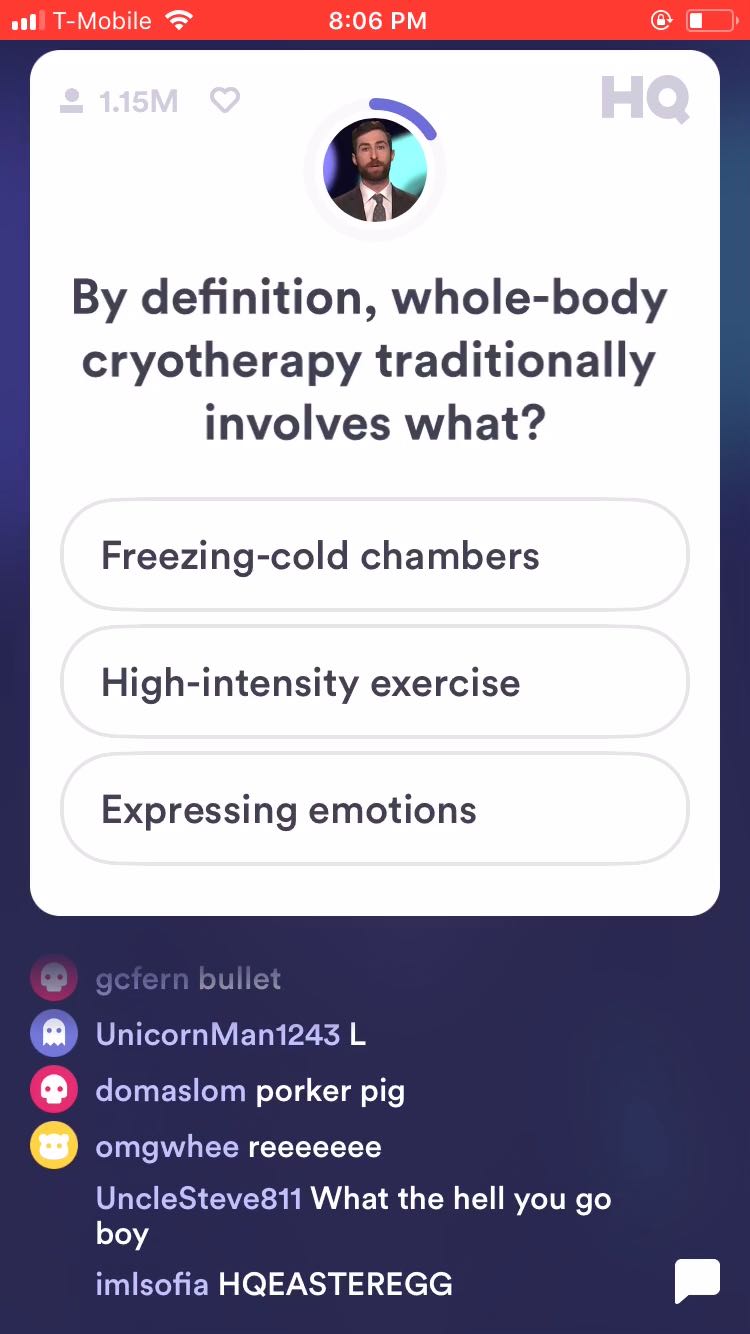 T-Mobile 8:06 PM
1.15M HQ
By definition, whole-body
cryotherapy traditionally
involves what?
Freezing-cold chambers
High-intensity exercise
Expressing emotions
gcfern bullet
UnicornMan1243 L
domaslom porker pig
omgwhee reeeeeee
UncleSteve811 What the hell you go
boy
imlsofia HQEASTEREGG